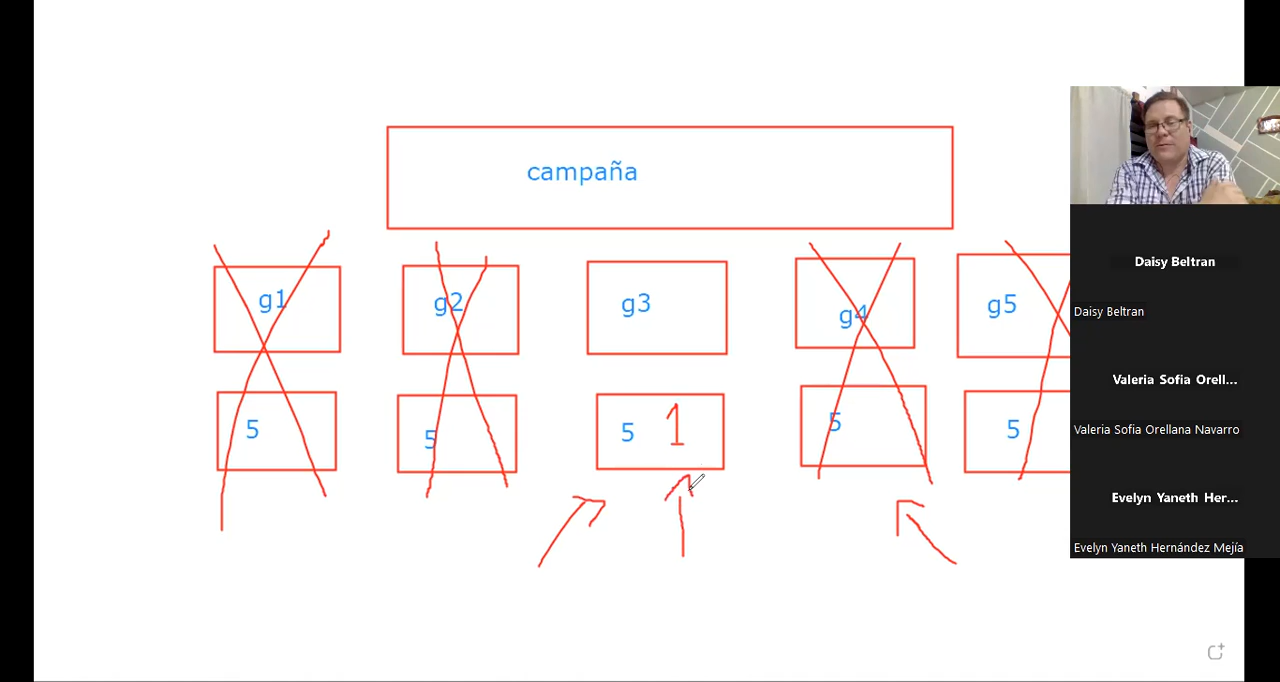 campaña
g1 g2 g3 g4 g5
5 5 5 1 5 5
Daisy Beltran
Daisy Beltran
Valeria Sofia Orell...
Valeria Sofia Orellana Navarro
Evelyn Yaneth Her...
Evelyn Yaneth Hernández Mejía